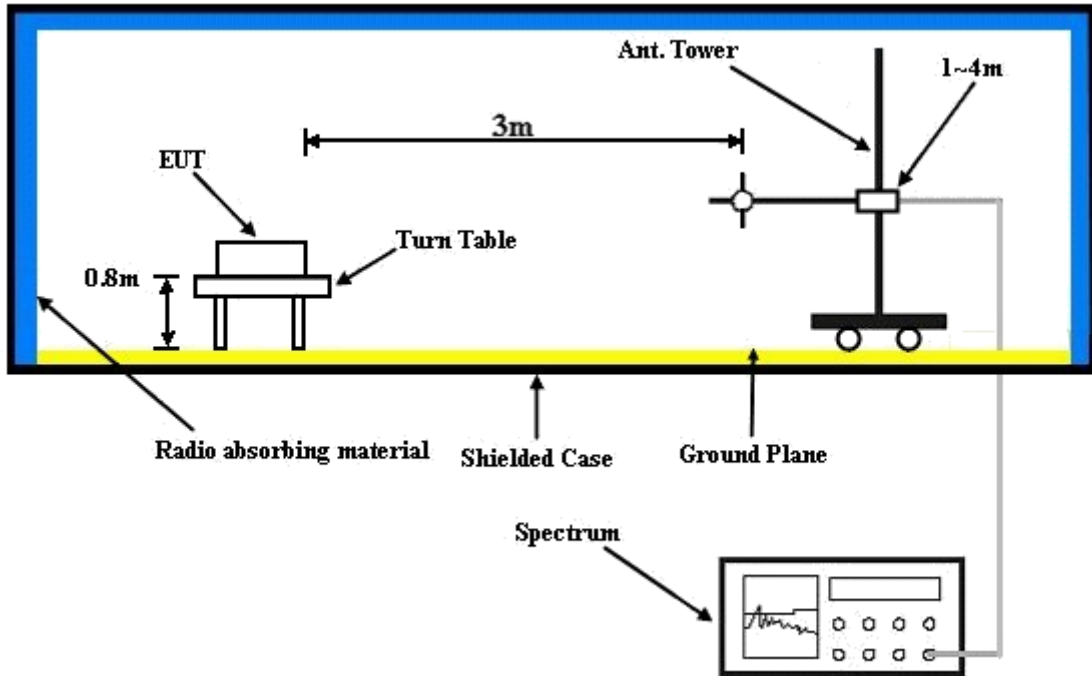 Ant. Tower
1~4m
3m
EUT
Turn Table
0.8m
Radio absorbing material
Shielded Case
Ground Plane
Spectrum